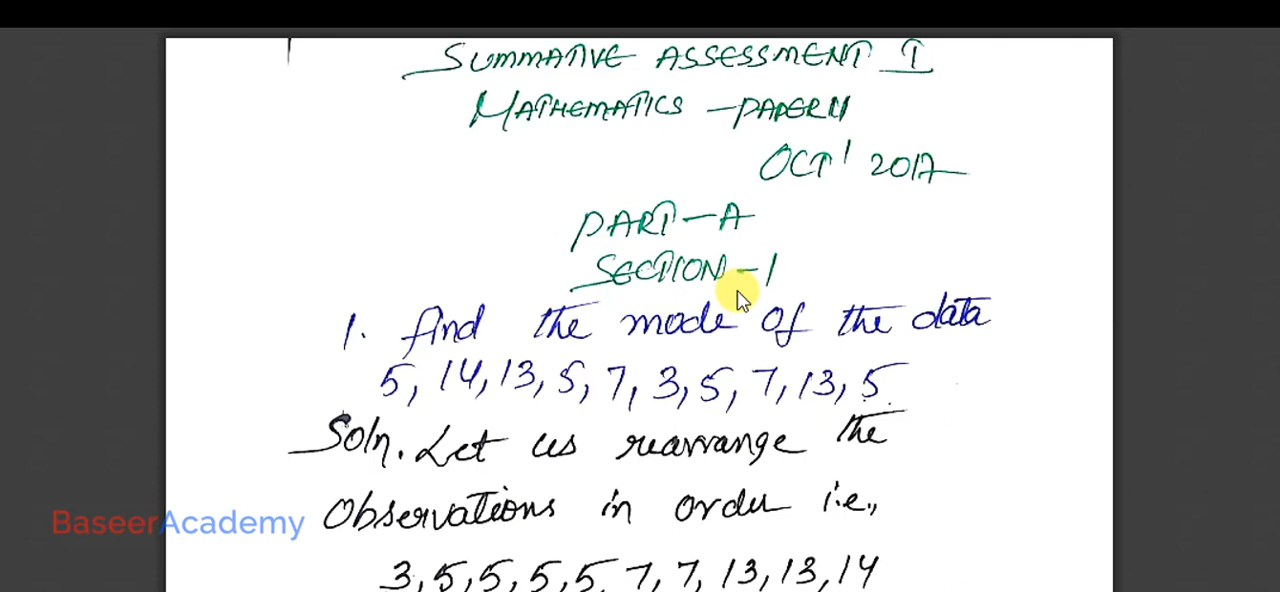 SUMMATIVE ASSESSMENT I
MATHEMATICS - PAPER II
OCT' 2017
PART - A
SECTION - 1
1. find the mode of the data
5, 14, 13, 5, 7, 3, 5, 7, 13, 5.
Soln. Let us rearrange the
Observations in order i.e.,
BaseerAcademy
3, 5, 5, 5, 5, 7, 7, 13, 13, 14